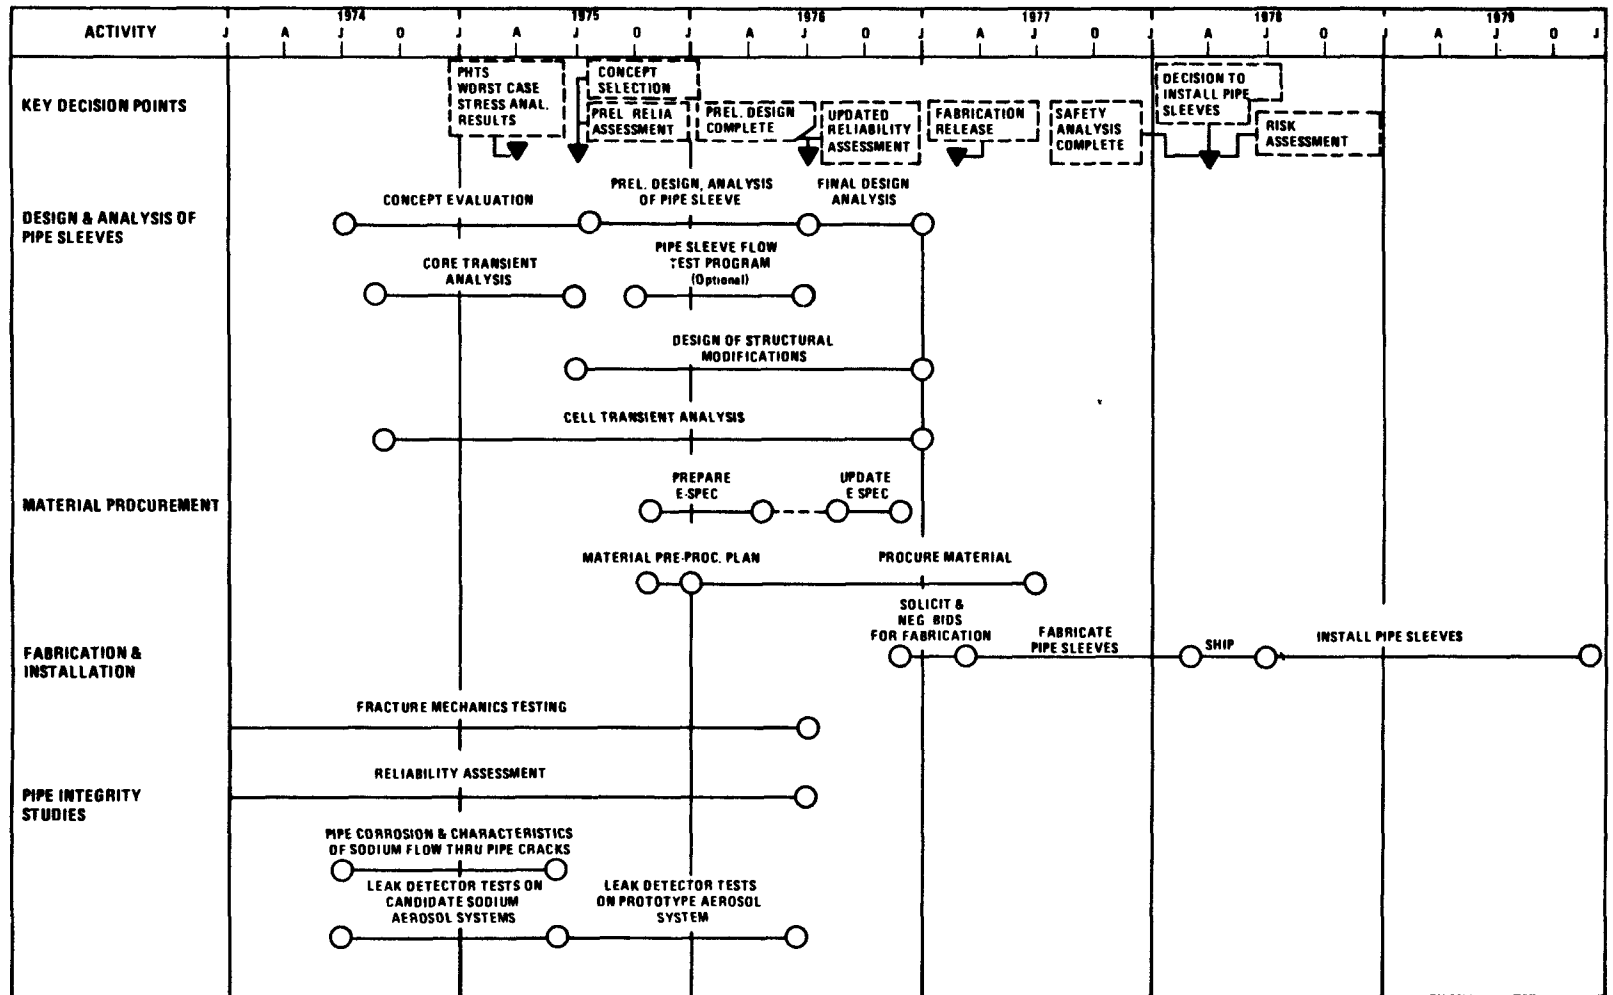 ACTIVITY
1974 1975 1976 1977 1978 1979
J A J O J A J O J A J O J A J O J A J O J A J O J
KEY DECISION POINTS
PHTS
WORST CASE
STRESS ANAL.
RESULTS
CONCEPT
SELECTION
PREL RELIA
ASSESSMENT
PREL. DESIGN
COMPLETE
UPDATED
RELIABILITY
ASSESSMENT
FABRICATION
RELEASE
SAFETY
ANALYSIS
COMPLETE
DECISION TO
INSTALL PIPE
SLEEVES
RISK
ASSESSMENT
DESIGN & ANALYSIS OF
PIPE SLEEVES
CONCEPT EVALUATION
PREL. DESIGN, ANALYSIS
OF PIPE SLEEVE
FINAL DESIGN
ANALYSIS
CORE TRANSIENT
ANALYSIS
PIPE SLEEVE FLOW
TEST PROGRAM
(Optional)
DESIGN OF STRUCTURAL
MODIFICATIONS
CELL TRANSIENT ANALYSIS
MATERIAL PROCUREMENT
PREPARE
E-SPEC
UPDATE
E SPEC
MATERIAL PRE-PROC. PLAN
PROCURE MATERIAL
FABRICATION &
INSTALLATION
SOLICIT &
NEG BIDS
FOR FABRICATION
FABRICATE
PIPE SLEEVES
SHIP
INSTALL PIPE SLEEVES
FRACTURE MECHANICS TESTING
PIPE INTEGRITY
STUDIES
RELIABILITY ASSESSMENT
PIPE CORROSION & CHARACTERISTICS
OF SODIUM FLOW THRU PIPE CRACKS
LEAK DETECTOR TESTS ON
CANDIDATE SODIUM
AEROSOL SYSTEMS
LEAK DETECTOR TESTS
ON PROTOTYPE AEROSOL
SYSTEM